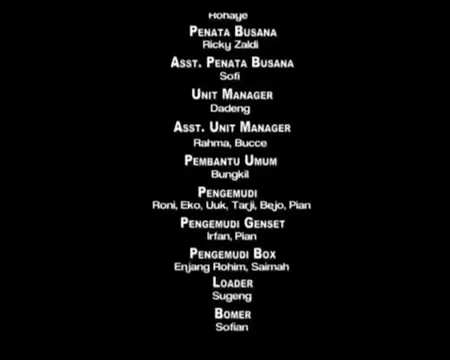 PENATA BUSANA
Ricky Zaldi
ASST. PENATA BUSANA
Sofi
UNIT MANAGER
Dadeng
ASST. UNIT MANAGER
Rahma, Bucce
PEMBANTU UMUM
Bungkil
PENGEMUDI
Roni, Eko, Uuk, Tarji, Bejo, Pian
PENGEMUDI GENSET
Irfan, Pian
PENGEMUDI BOX
Enjang Rohim, Saimah
LOADER
Sugeng
BOMER
Sofian